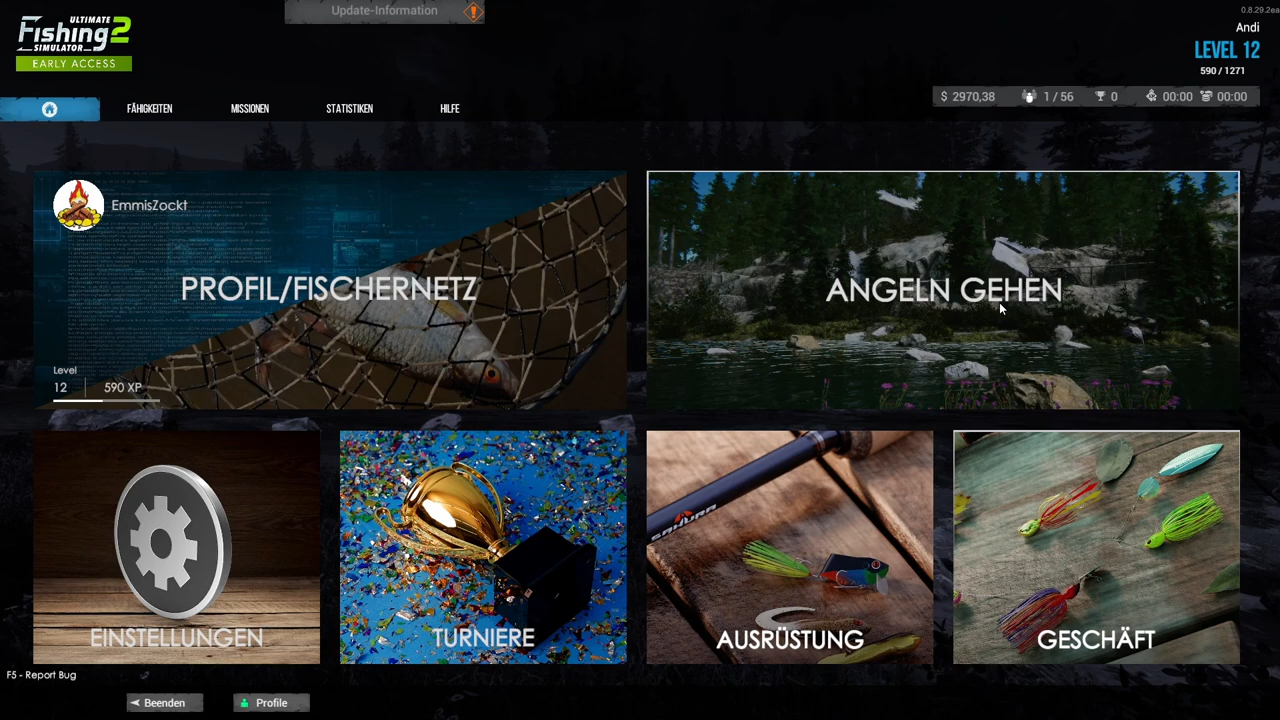 Update-Information
0.8.29.2ea
ULTIMATE
Fishing 2
SIMULATOR
EARLY ACCESS
Andi
LEVEL 12
590 / 1271
FÄHIGKEITEN
MISSIONEN
STATISTIKEN
HILFE
$ 2970,38
1 / 56
0
00:00
00:00
EmmisZockt
PROFIL/FISCHERNETZ
Level
12
590 XP
ANGELN GEHEN
EINSTELLUNGEN
TURNIERE
SAKURA
AUSRÜSTUNG
GESCHÄFT
F5 - Report Bug
Beenden
Profile